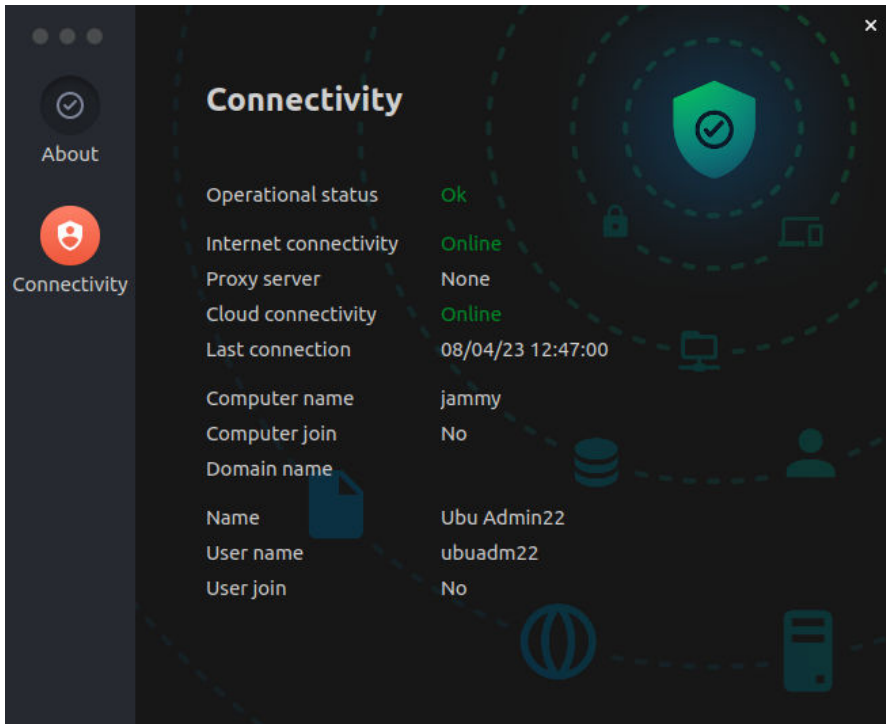 ×
About
Connectivity
Connectivity
Operational status Ok
Internet connectivity Online
Proxy server None
Cloud connectivity Online
Last connection 08/04/23 12:47:00
Computer name jammy
Computer join No
Domain name
Name Ubu Admin22
User name ubuadm22
User join No